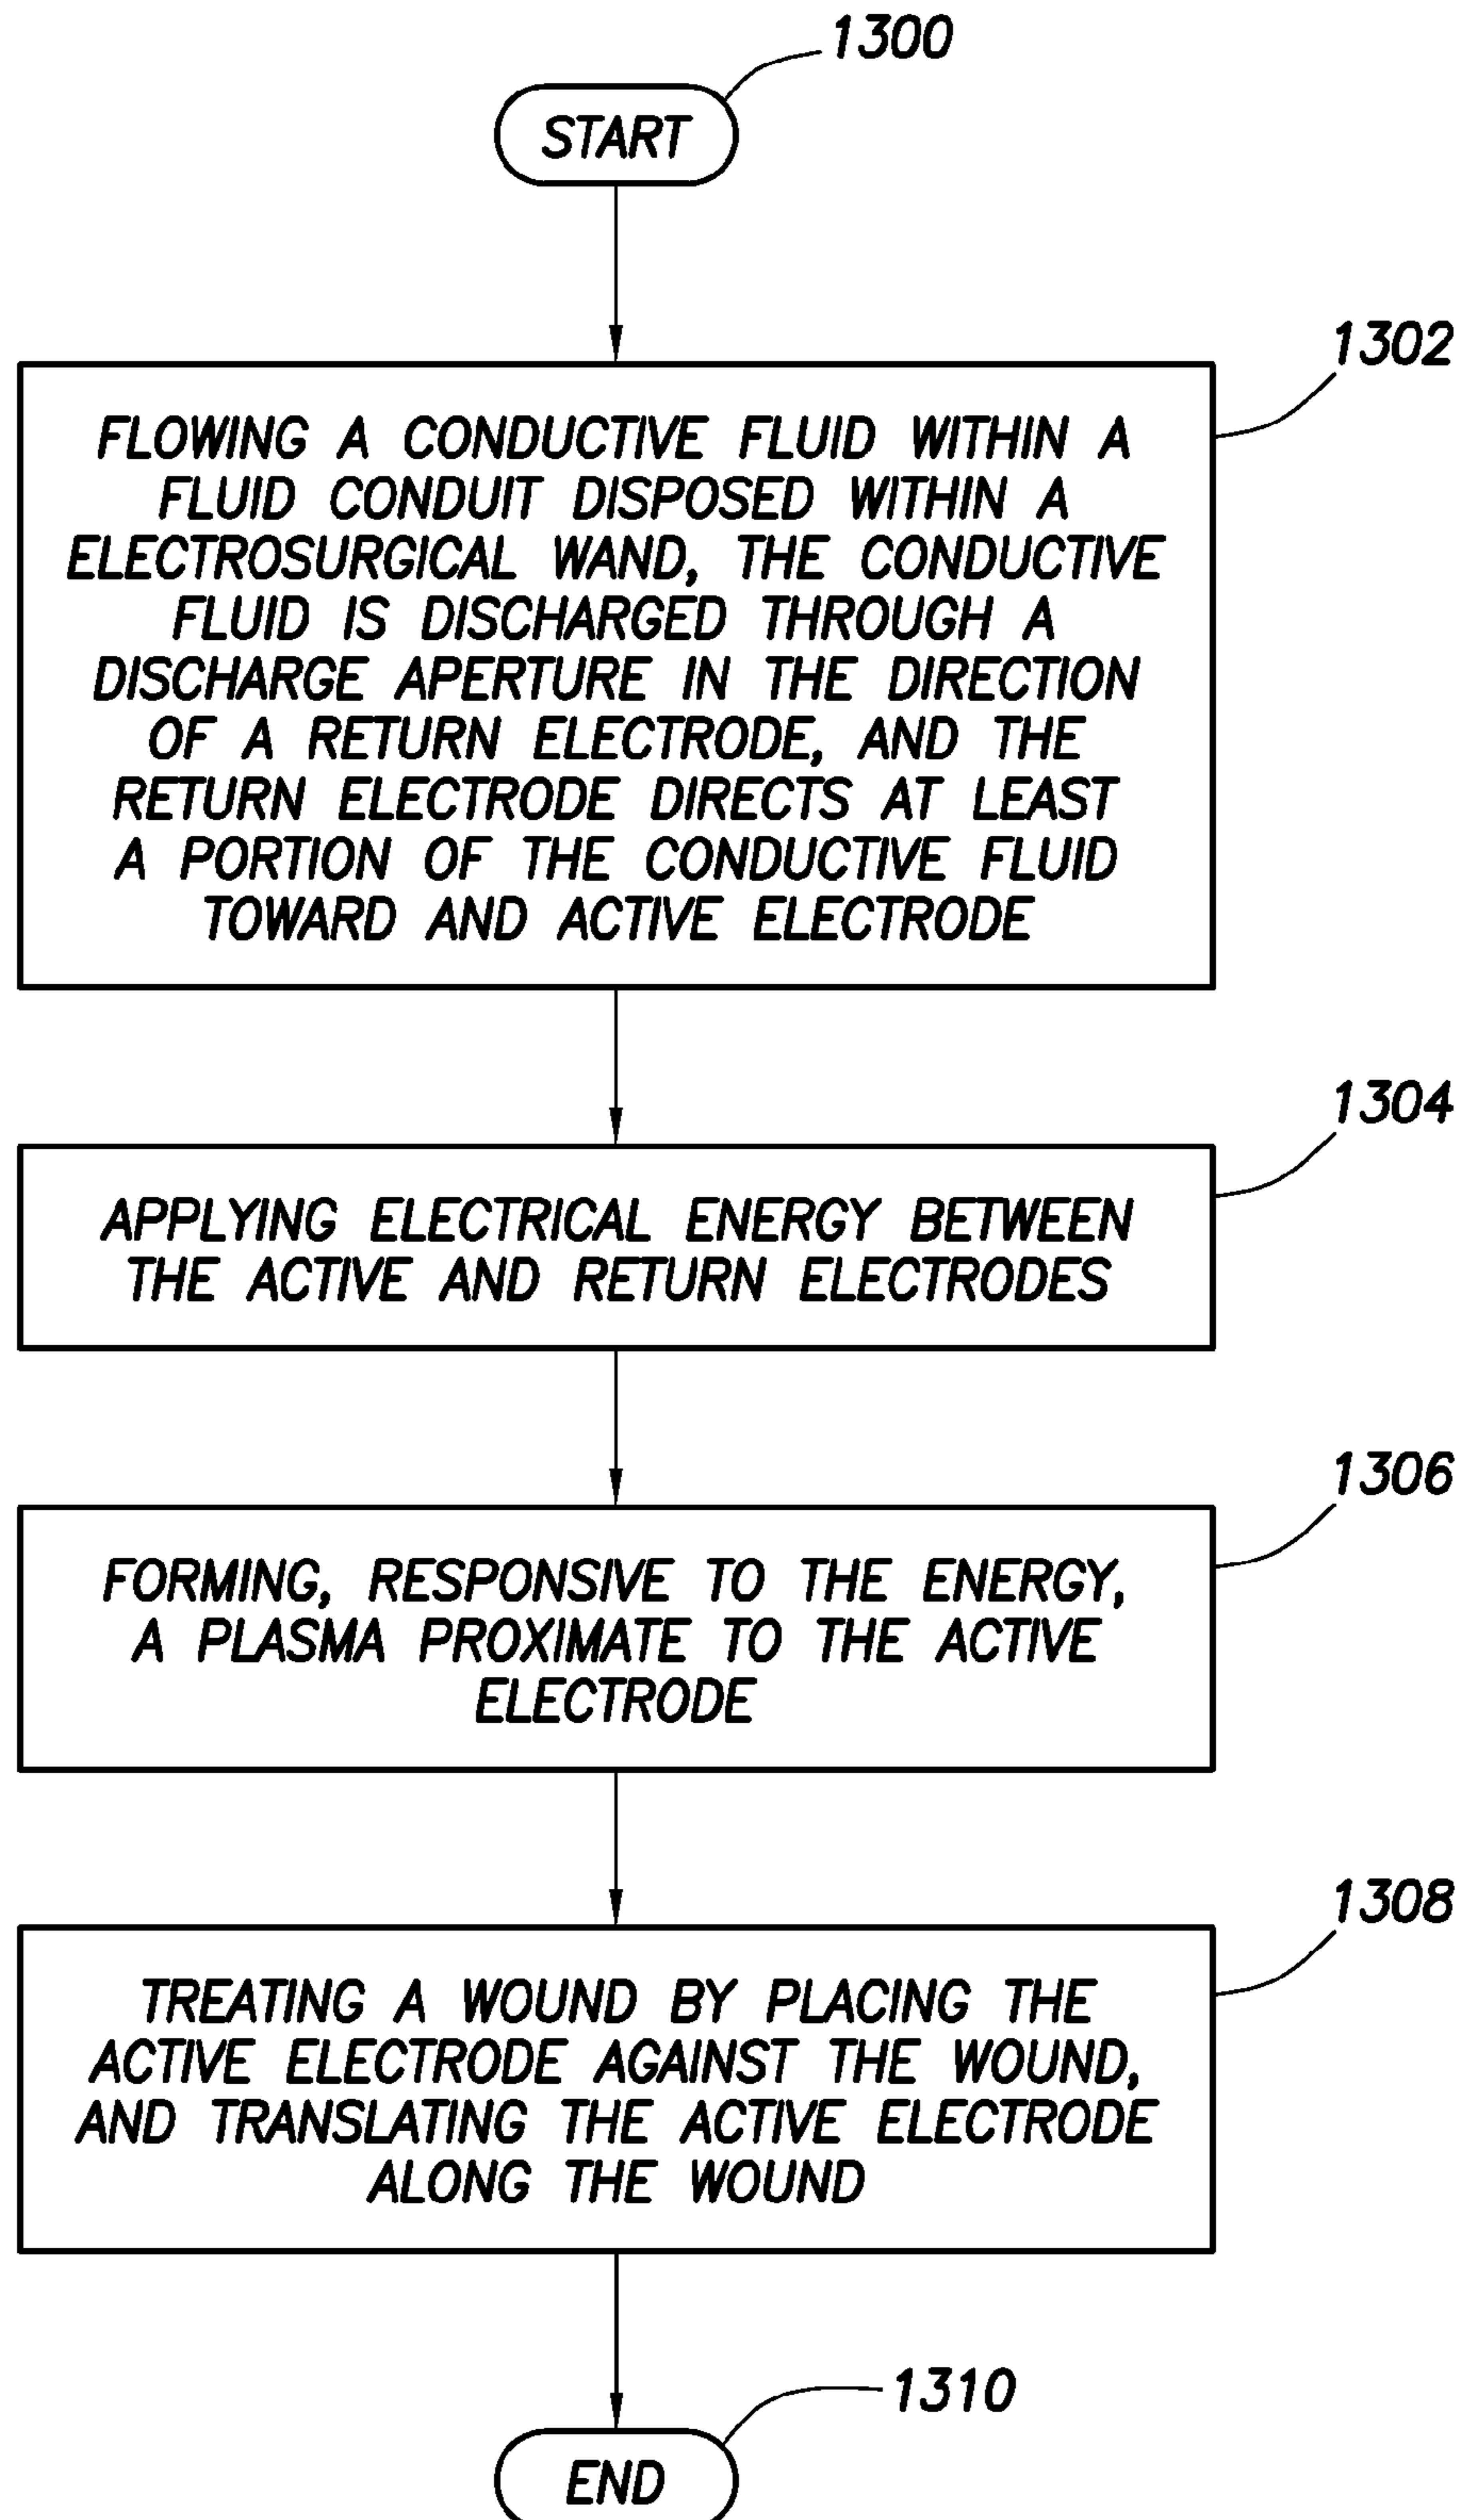 1300
START
1302
FLOWING A CONDUCTIVE FLUID WITHIN A
FLUID CONDUIT DISPOSED WITHIN A
ELECTROSURGICAL WAND, THE CONDUCTIVE
FLUID IS DISCHARGED THROUGH A
DISCHARGE APERTURE IN THE DIRECTION
OF A RETURN ELECTRODE, AND THE
RETURN ELECTRODE DIRECTS AT LEAST
A PORTION OF THE CONDUCTIVE FLUID
TOWARD AND ACTIVE ELECTRODE
1304
APPLYING ELECTRICAL ENERGY BETWEEN
THE ACTIVE AND RETURN ELECTRODES
1306
FORMING, RESPONSIVE TO THE ENERGY,
A PLASMA PROXIMATE TO THE ACTIVE
ELECTRODE
1308
TREATING A WOUND BY PLACING THE
ACTIVE ELECTRODE AGAINST THE WOUND,
AND TRANSLATING THE ACTIVE ELECTRODE
ALONG THE WOUND
1310
END